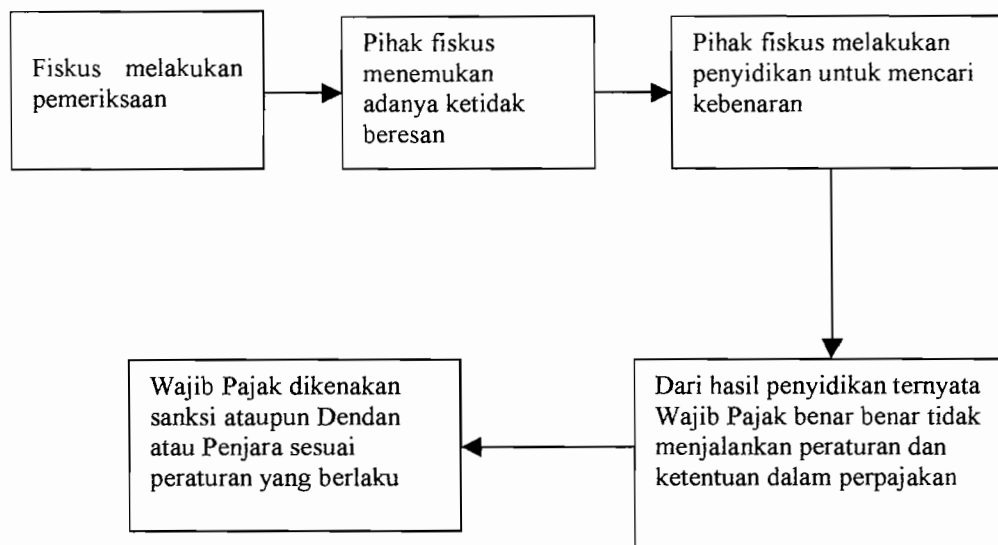 Fiskus melakukan
pemeriksaan
Pihak fiskus
menemukan
adanya ketidak
beresan
Pihak fiskus melakukan
penyidikan untuk mencari
kebenaran
Dari hasil penyidikan ternyata
Wajib Pajak benar benar tidak
menjalankan peraturan dan
ketentuan dalam perpajakan
Wajib Pajak dikenakan
sanksi ataupun Dendan
atau Penjara sesuai
peraturan yang berlaku